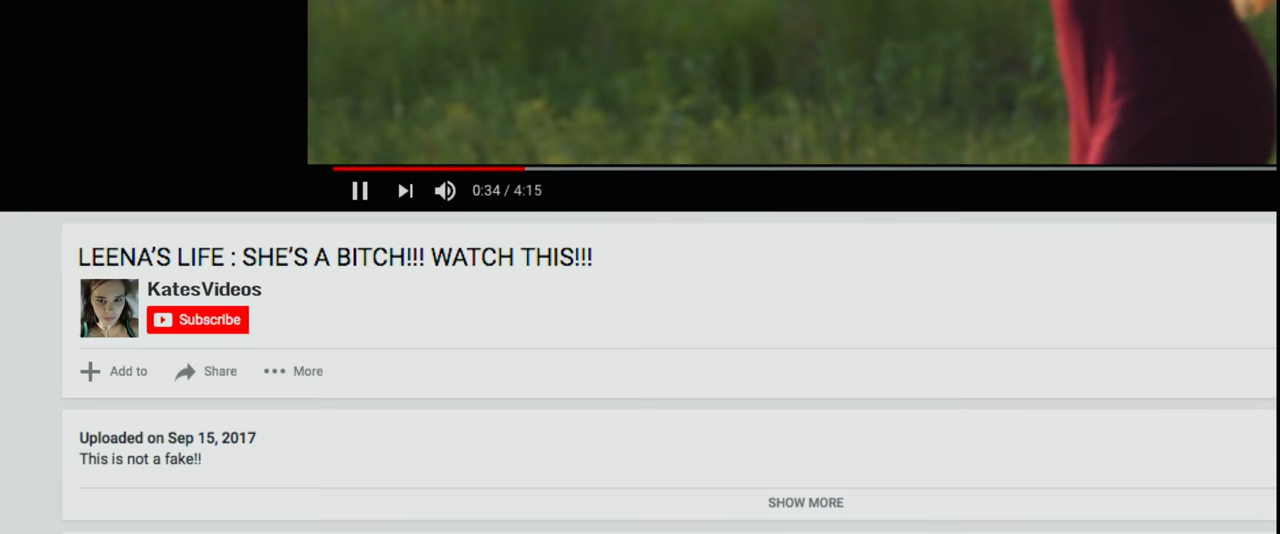 0:34 / 4:15
LEENA'S LIFE : SHE'S A BITCH!!! WATCH THIS!!!
KatesVideos
Subscribe
Add to Share More
Uploaded on Sep 15, 2017
This is not a fake!!
SHOW MORE